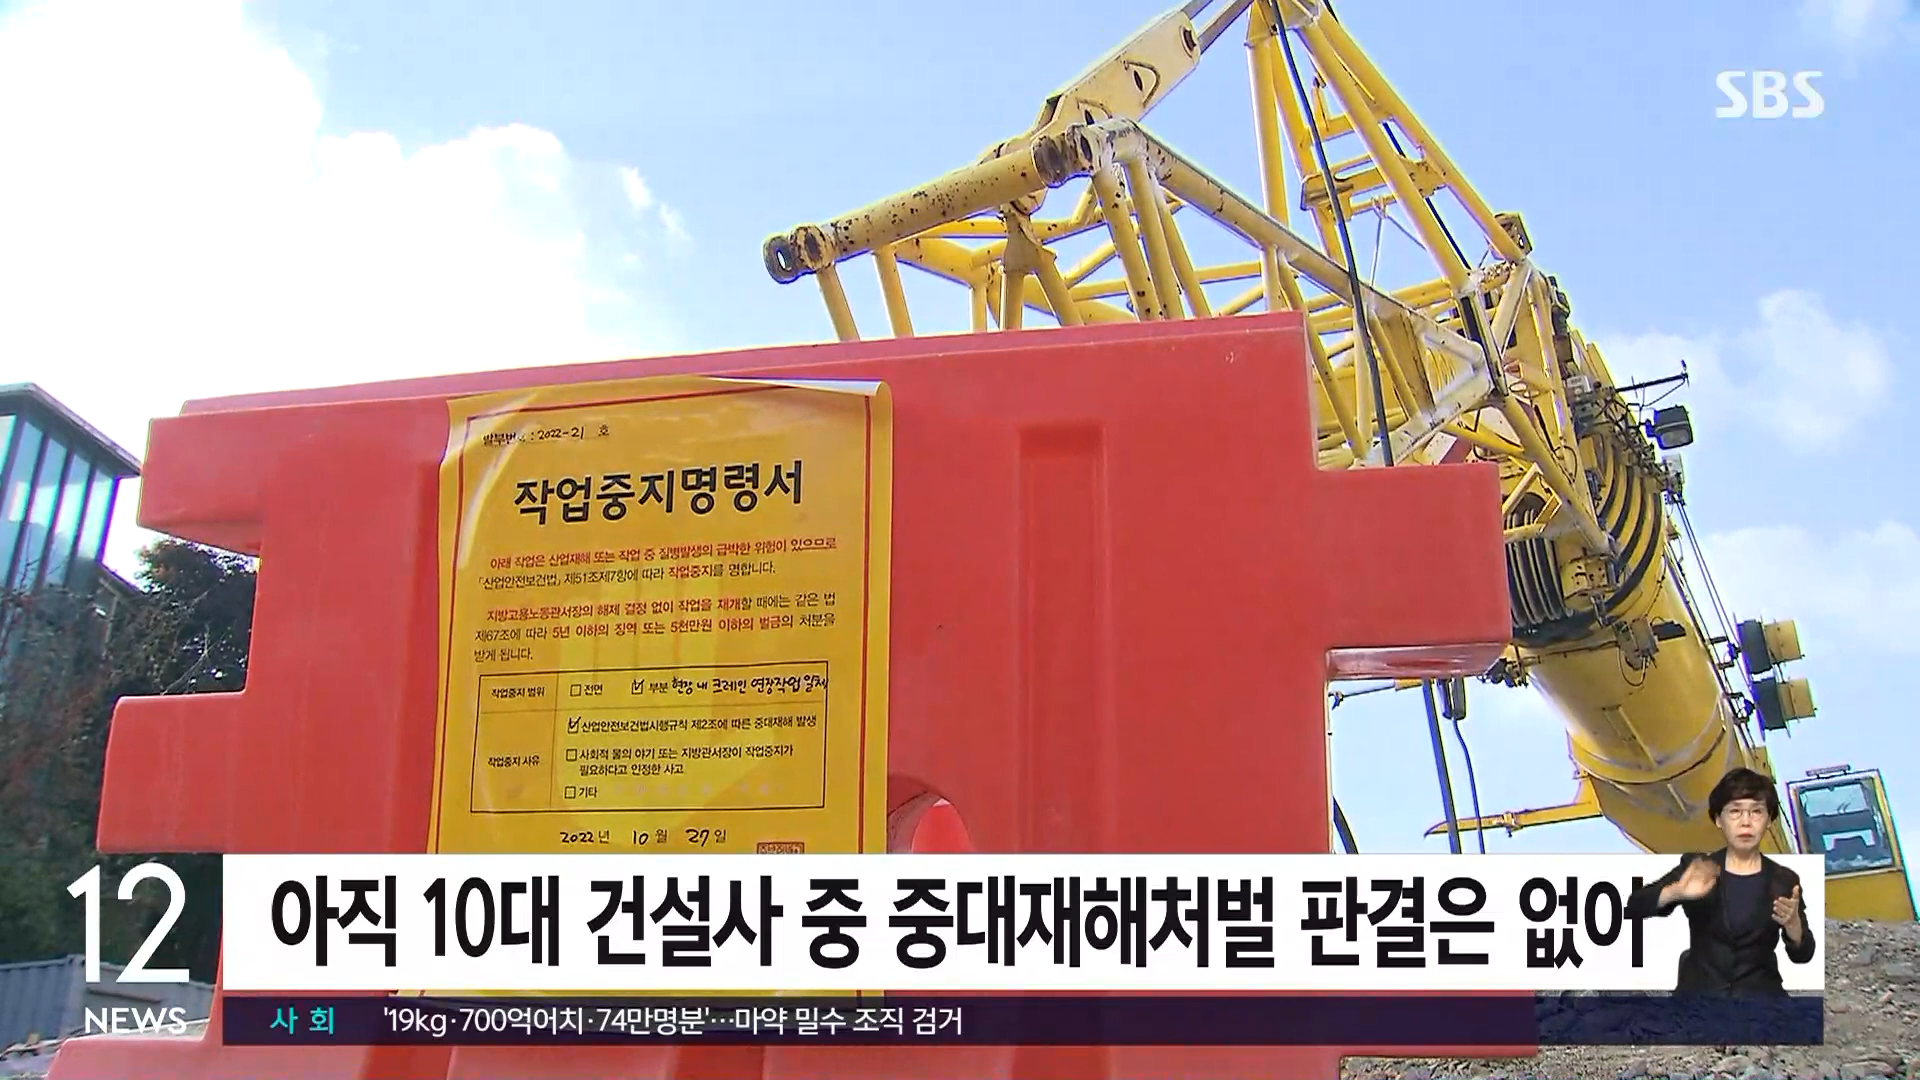 SBS
발부번호 : 2022-21 호
작업중지명령서
아래 작업은 산업재해 또는 작업 중 질병발생의 급박한 위험이 있으므로
「산업안전보건법」 제51조제7항에 따라 작업중지를 명합니다.
지방고용노동관서장의 해제 결정 없이 작업을 재개할 때에는 같은 법
제67조에 따라 5년 이하의 징역 또는 5천만원 이하의 벌금의 처분을
받게 됩니다.
작업중지 범위 전면 부분 현장 내 크레인 연장작업 일체
산업안전보건법시행규칙 제2조에 따른 중대재해 발생
작업중지 사유 사회적 물의 야기 또는 지방관서장이 작업중지가
필요하다고 인정한 사고
기타
2022년 10월 27일
12
NEWS
아직 10대 건설사 중 중대재해처벌 판결은 없어
사회 '19kg·700억어치·74만명분'…마약 밀수 조직 검거